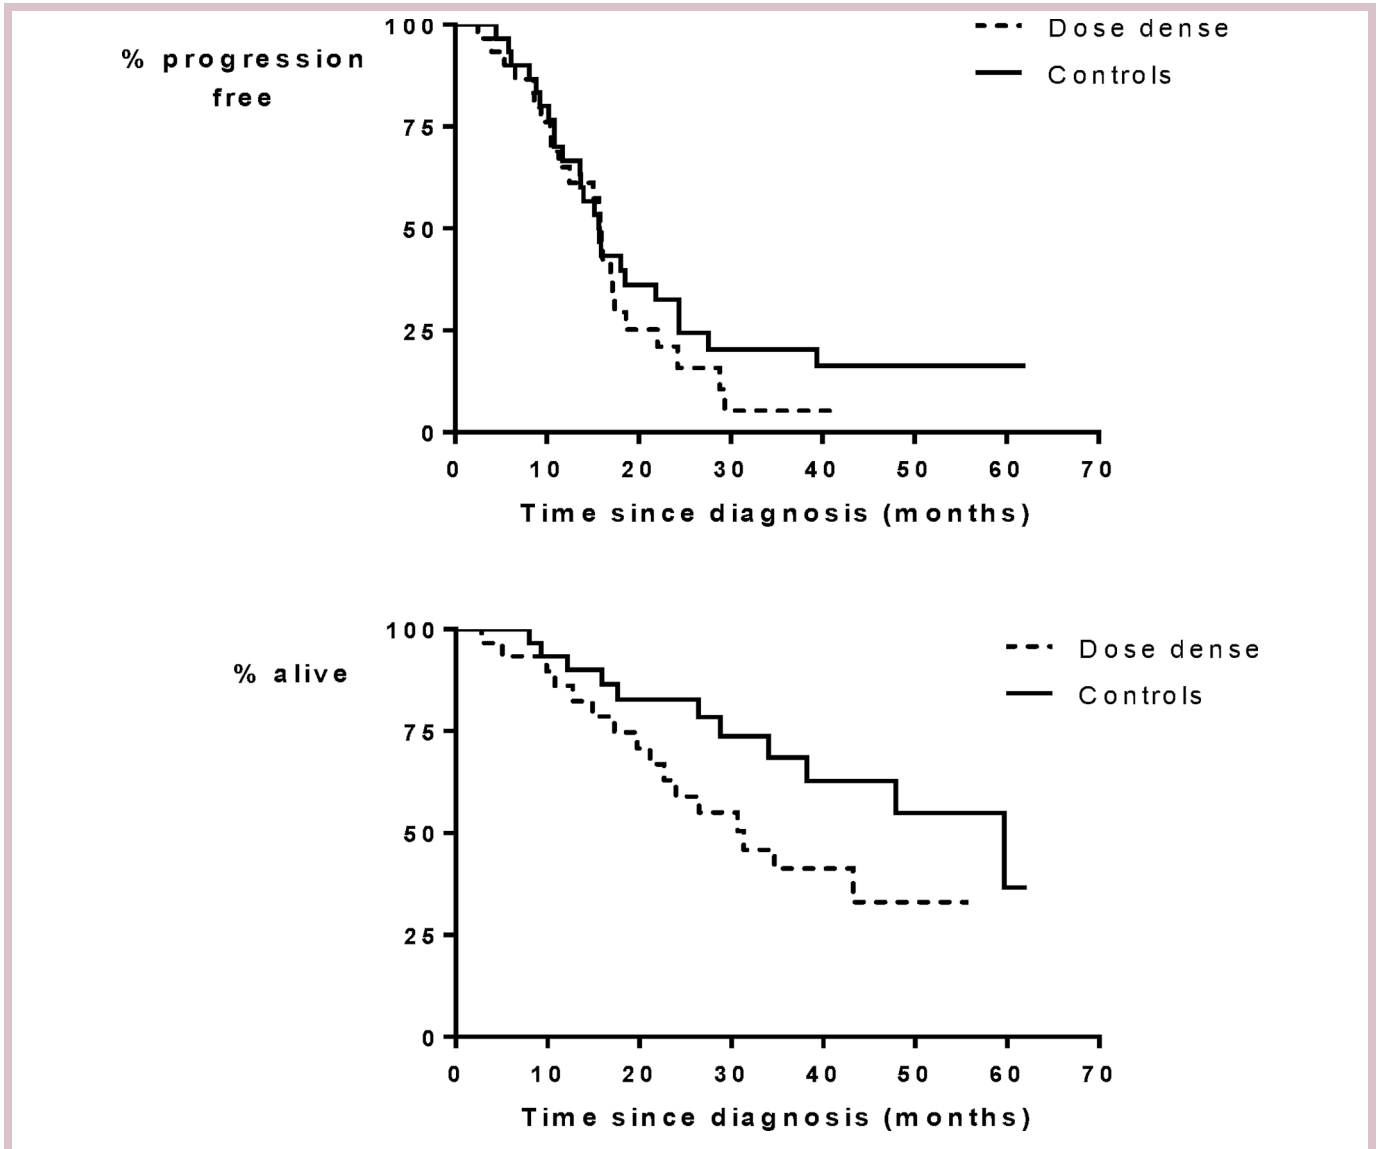 100
% progression
free
75
50
25
0
0 10 20 30 40 50 60 70
Time since diagnosis (months)
Dose dense
Controls
100
% alive
75
50
25
0
0 10 20 30 40 50 60 70
Time since diagnosis (months)
Dose dense
Controls